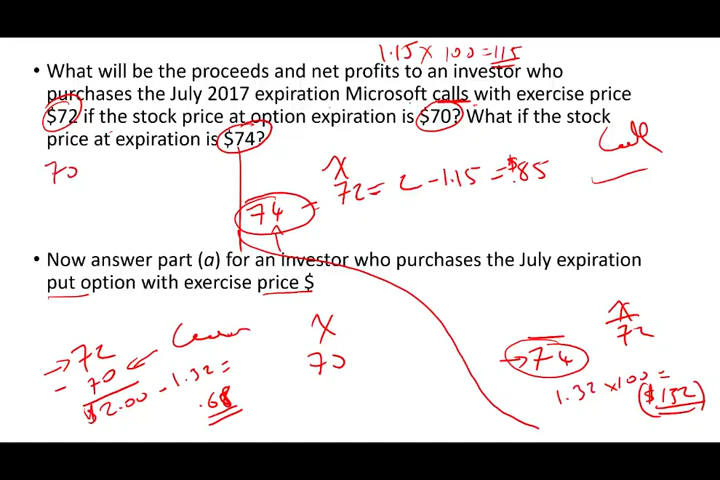 1.15 x 100 = 115
• What will be the proceeds and net profits to an investor who
purchases the July 2017 expiration Microsoft calls with exercise price
$72 if the stock price at option expiration is $70? What if the stock
price at expiration is $74?
Call
70
X
74 = 72 = 2 - 1.15 = $.85
• Now answer part (a) for an investor who purchases the July expiration
put option with exercise price $
X
72
X
→ 72
70
- 70 ←
$2.00 - 1.32 =
.68
→ 74
1.32 x 100 =
$132